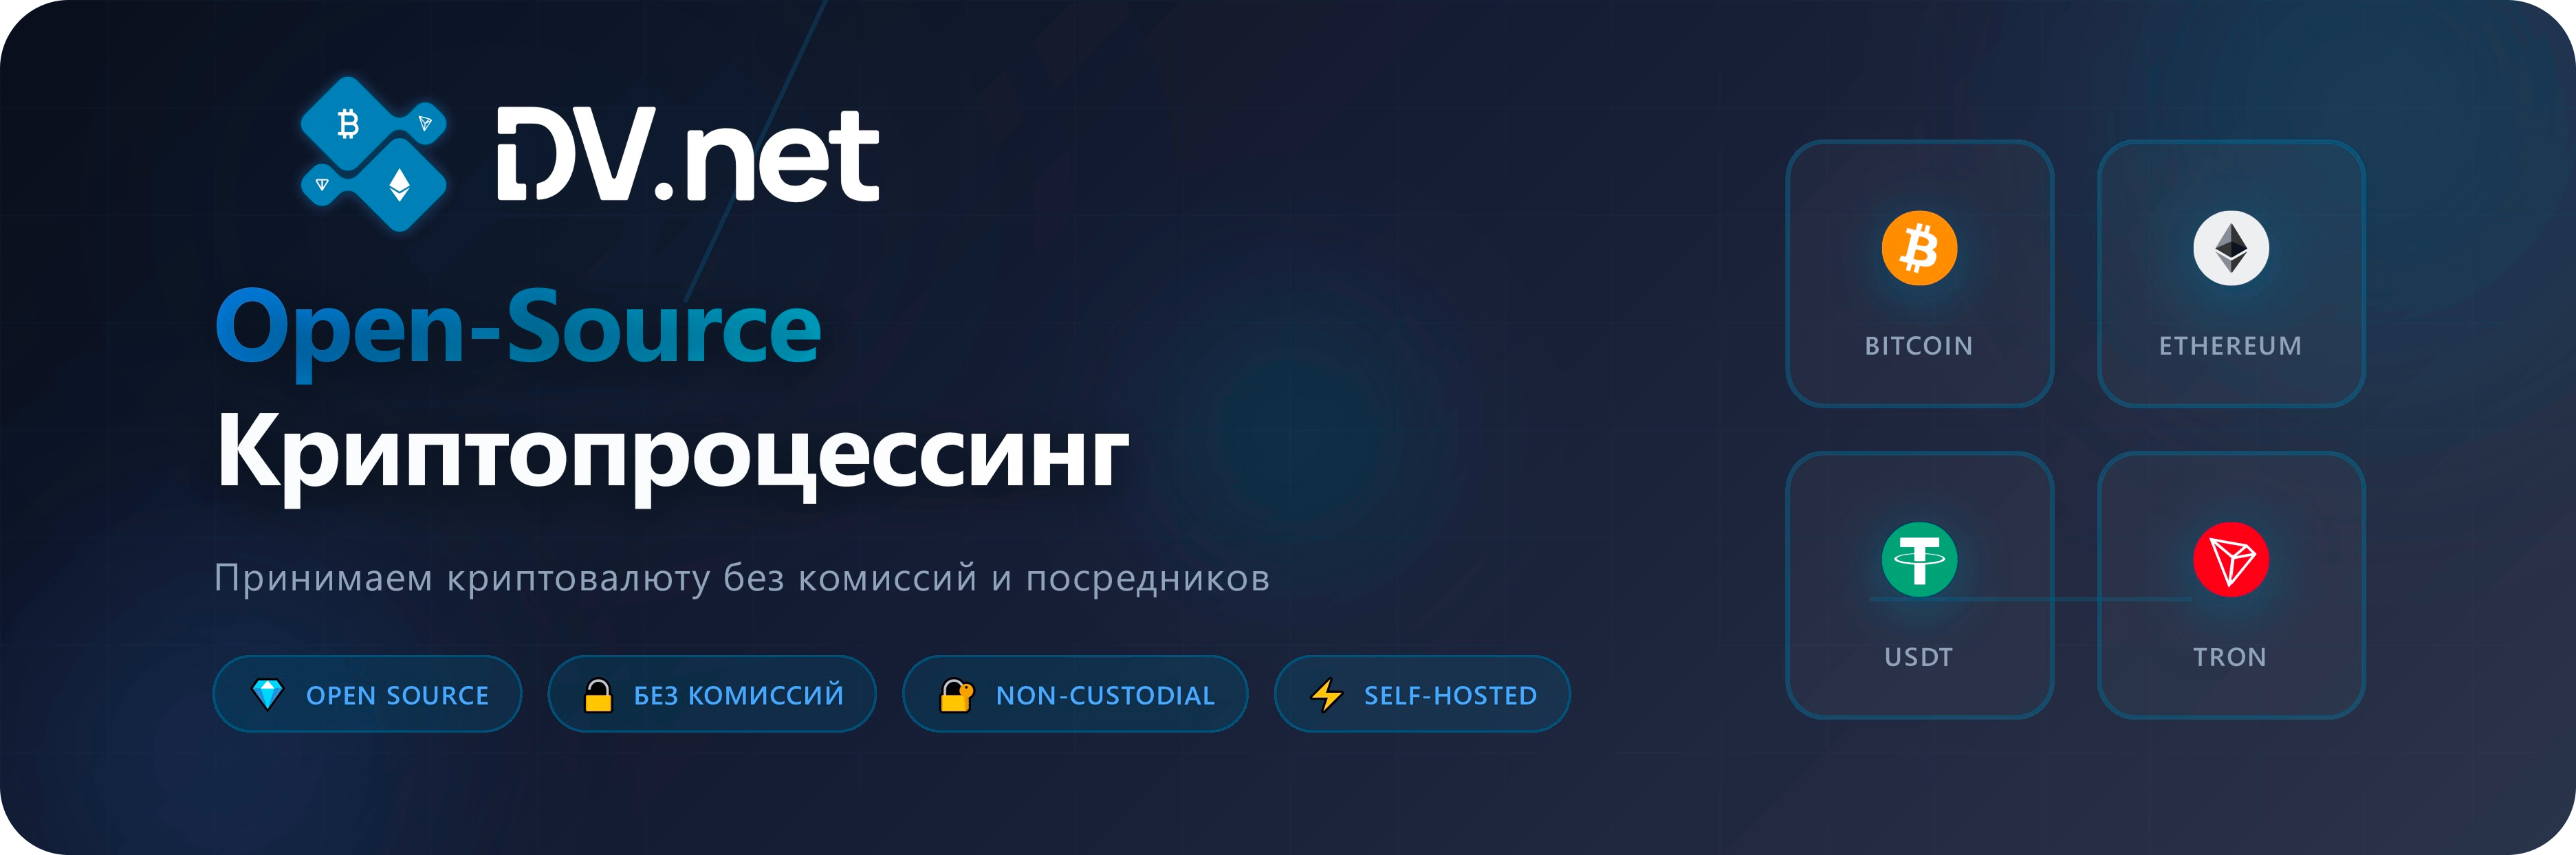 DV.net
Open-Source
Криптопроцессинг
Принимаем криптовалюту без комиссий и посредников
OPEN SOURCE
БЕЗ КОМИССИЙ
NON-CUSTODIAL
SELF-HOSTED
BITCOIN
ETHEREUM
USDT
TRON